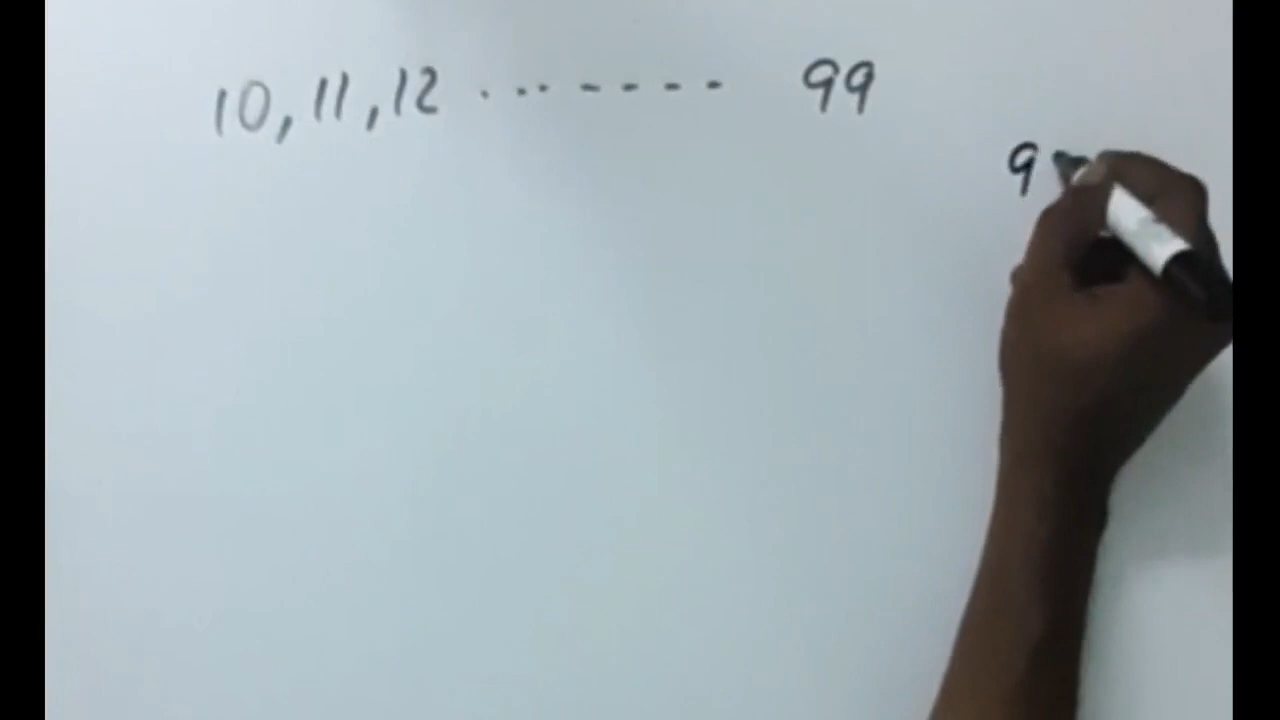 10, 11, 12 ....---- 99
9